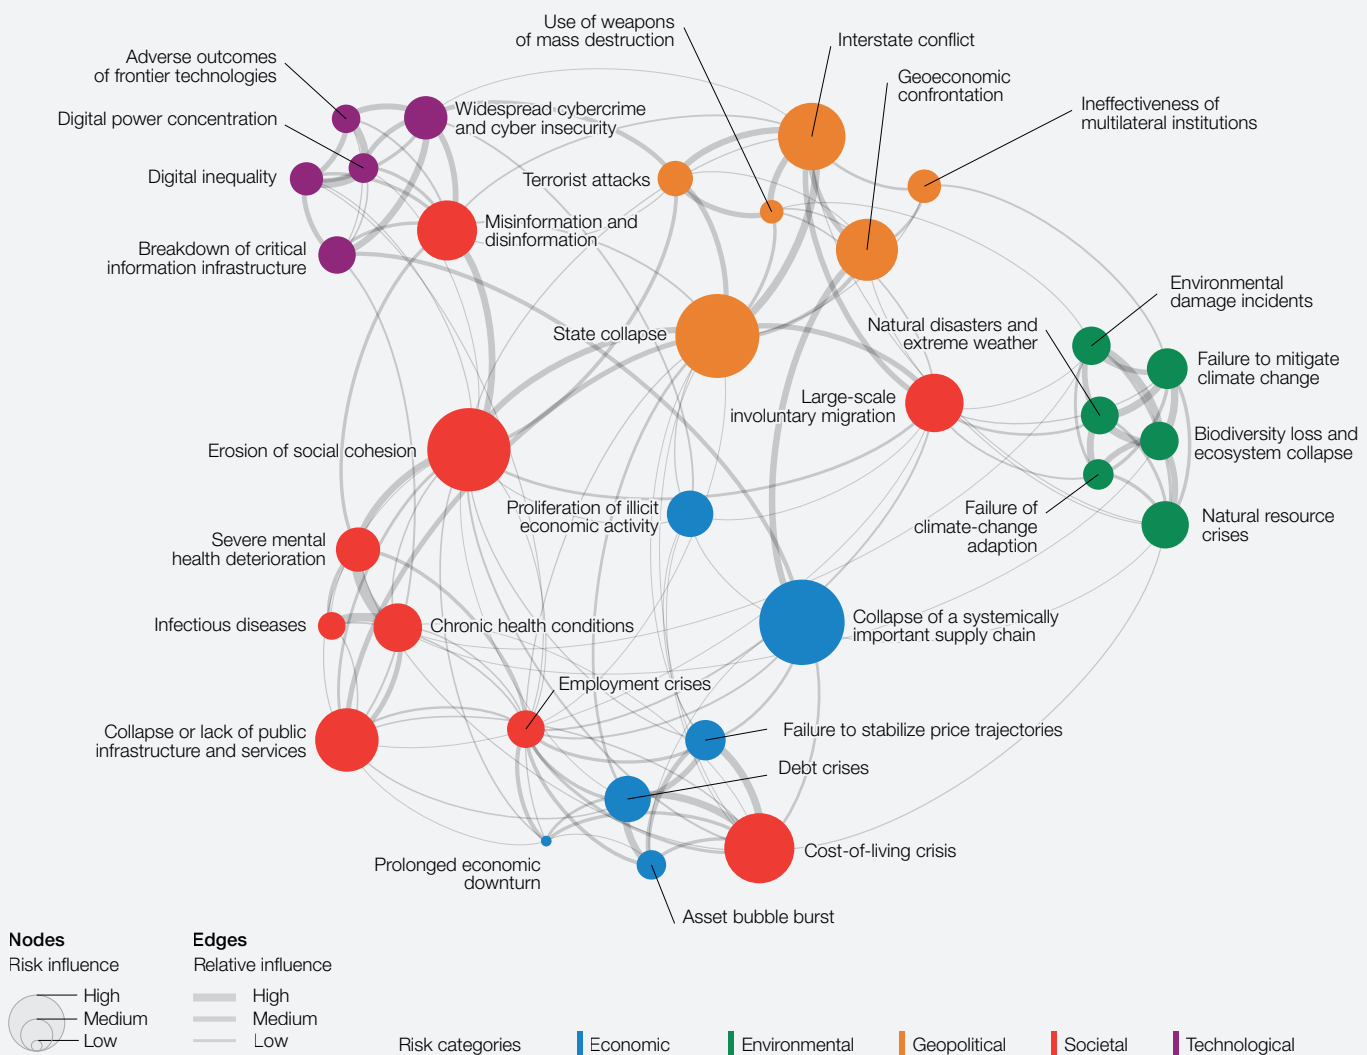 Use of weapons
of mass destruction
Interstate conflict
Adverse outcomes
of frontier technologies
Geoeconomic
confrontation
Ineffectiveness of
multilateral institutions
Digital power concentration
Widespread cybercrime
and cyber insecurity
Digital inequality
Terrorist attacks
Misinformation and
disinformation
Breakdown of critical
information infrastructure
Environmental
damage incidents
State collapse
Natural disasters and
extreme weather
Failure to mitigate
climate change
Large-scale
involuntary migration
Erosion of social cohesion
Biodiversity loss and
ecosystem collapse
Proliferation of illicit
economic activity
Failure of
climate-change
adaption
Natural resource
crises
Severe mental
health deterioration
Infectious diseases
Chronic health conditions
Collapse of a systemically
important supply chain
Employment crises
Collapse or lack of public
infrastructure and services
Failure to stabilize price trajectories
Debt crises
Prolonged economic
downturn
Cost-of-living crisis
Asset bubble burst
Nodes
Risk influence
High
Medium
Low
Edges
Relative influence
High
Medium
Low
Risk categories
Economic
Environmental
Geopolitical
Societal
Technological